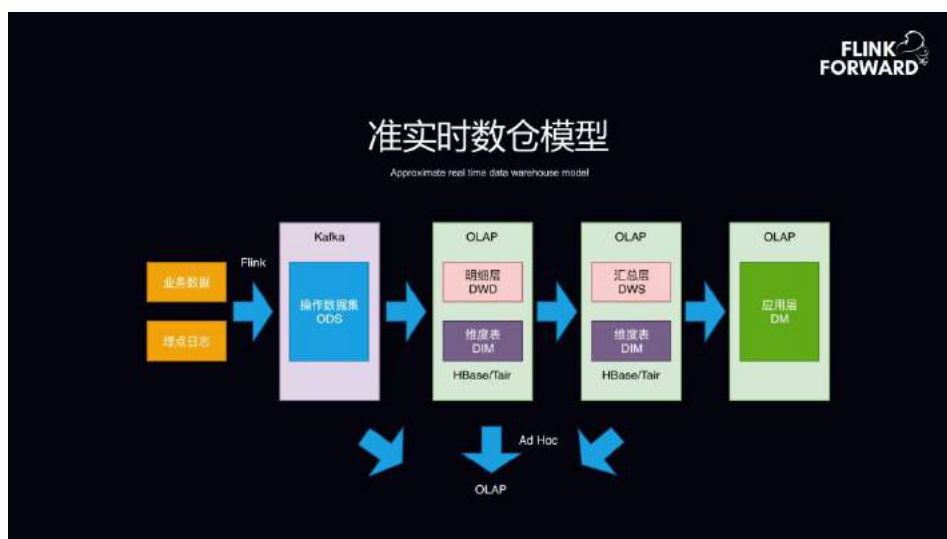 FLINK
FORWARD
准实时数仓模型
Approximate real time data warehouse model
业务数据
埋点日志
Flink
Kafka
操作数据集
ODS
OLAP
明细层
DWD
维度表
DIM
HBase/Tair
OLAP
汇总层
DWS
维度表
DIM
HBase/Tair
OLAP
应用层
DM
Ad Hoc
OLAP